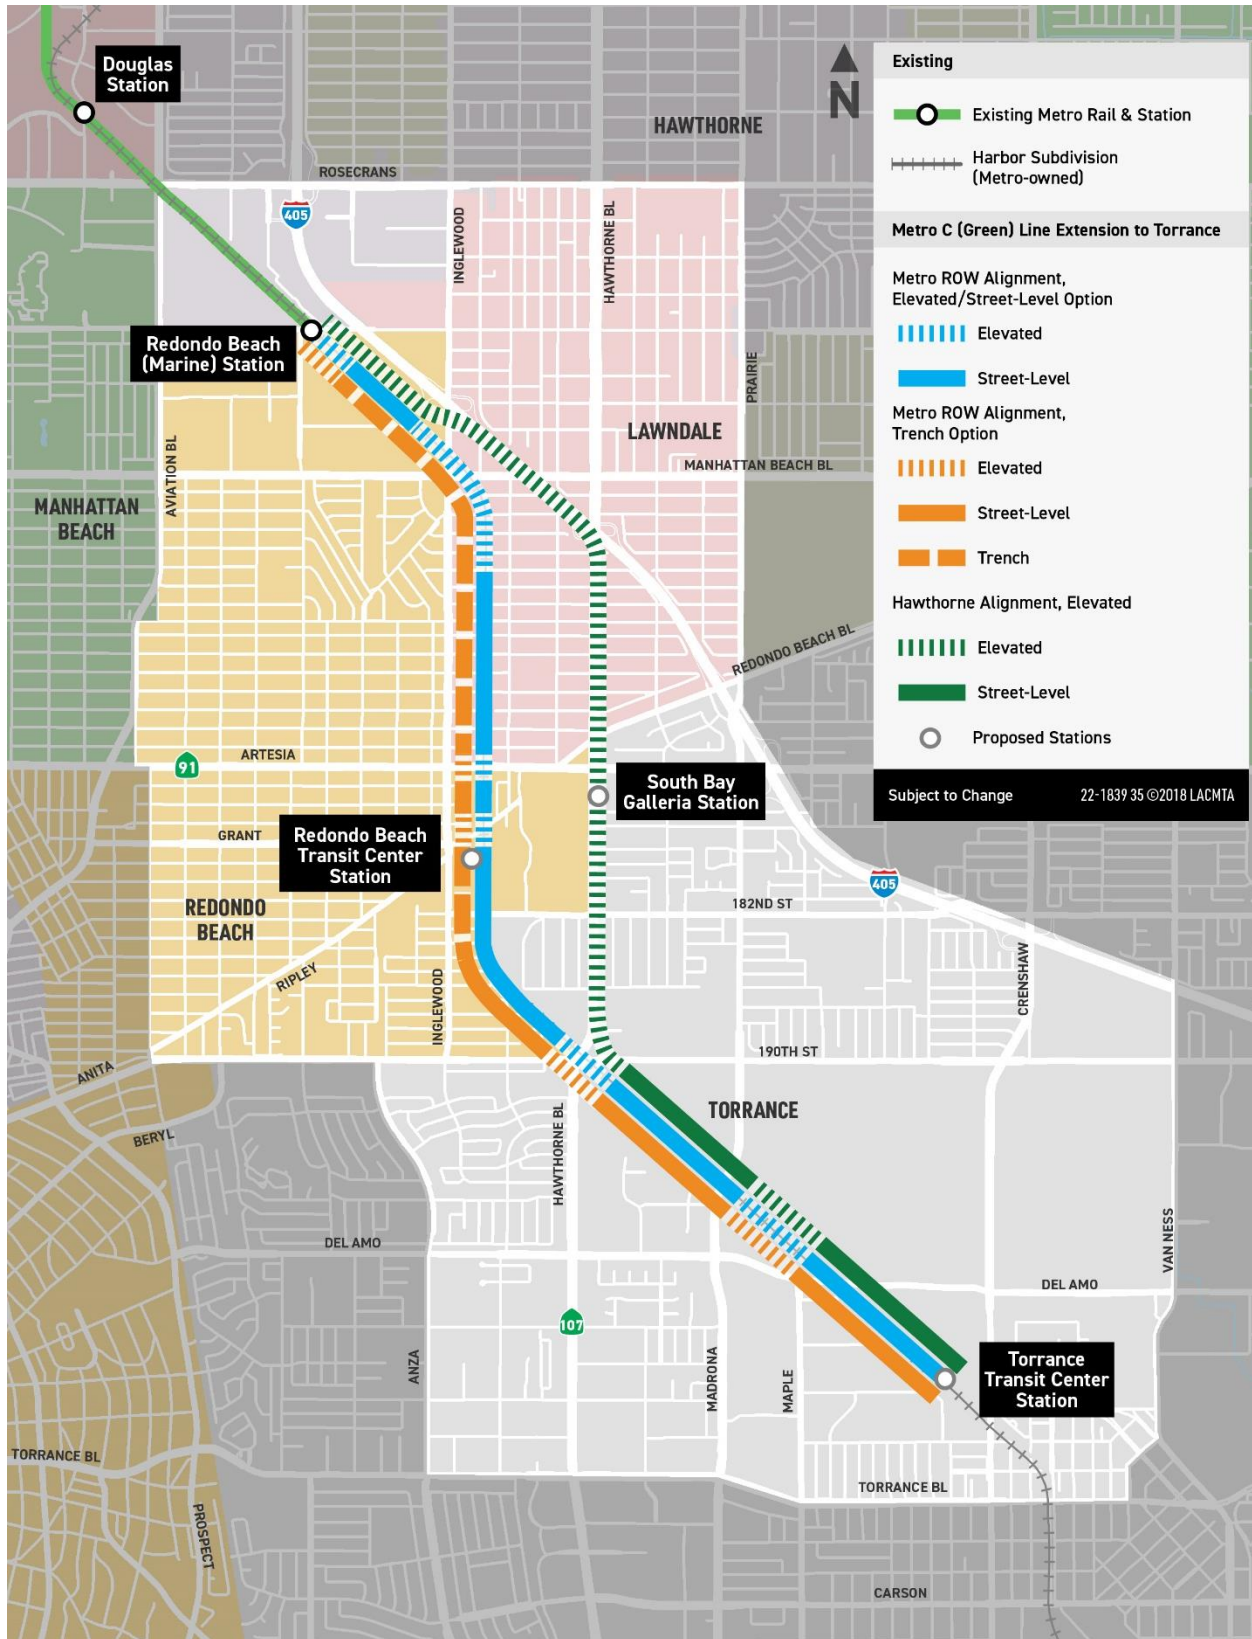 Douglas
Station
HAWTHORNE
N
ROSECRANS
405
INGLEWOOD
HAWTHORNE BL
Redondo Beach
(Marine) Station
PRAIRIE
LAWNDALE
MANHATTAN BEACH BL
AVIATION BL
MANHATTAN
BEACH
REDONDO BEACH BL
ARTESIA
91
South Bay
Galleria Station
GRANT
Redondo Beach
Transit Center
Station
405
182ND ST
REDONDO
BEACH
RIPLEY
INGLEWOOD
CRENSHAW
190TH ST
ANITA
BERYL
HAWTHORNE BL
TORRANCE
DEL AMO
VAN NESS
DEL AMO
107
ANZA
MADRONA
MAPLE
Torrance
Transit Center
Station
TORRANCE BL
TORRANCE BL
PROSPECT
CARSON
Existing
Existing Metro Rail & Station
Harbor Subdivision
(Metro-owned)
Metro C (Green) Line Extension to Torrance
Metro ROW Alignment,
Elevated/Street-Level Option
Elevated
Street-Level
Metro ROW Alignment,
Trench Option
Elevated
Street-Level
Trench
Hawthorne Alignment, Elevated
Elevated
Street-Level
Proposed Stations
Subject to Change 22-1839 35 ©2018 LACMTA